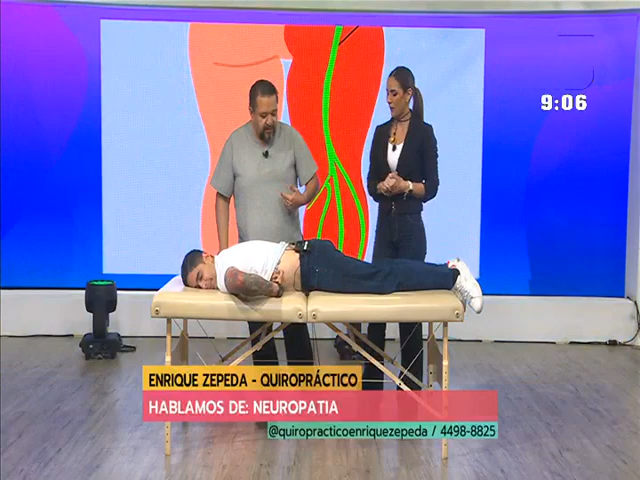 9:06
ENRIQUE ZEPEDA - QUIROPRÁCTICO
HABLAMOS DE: NEUROPATIA
@quiropracticoenriquezepeda / 4498-8825